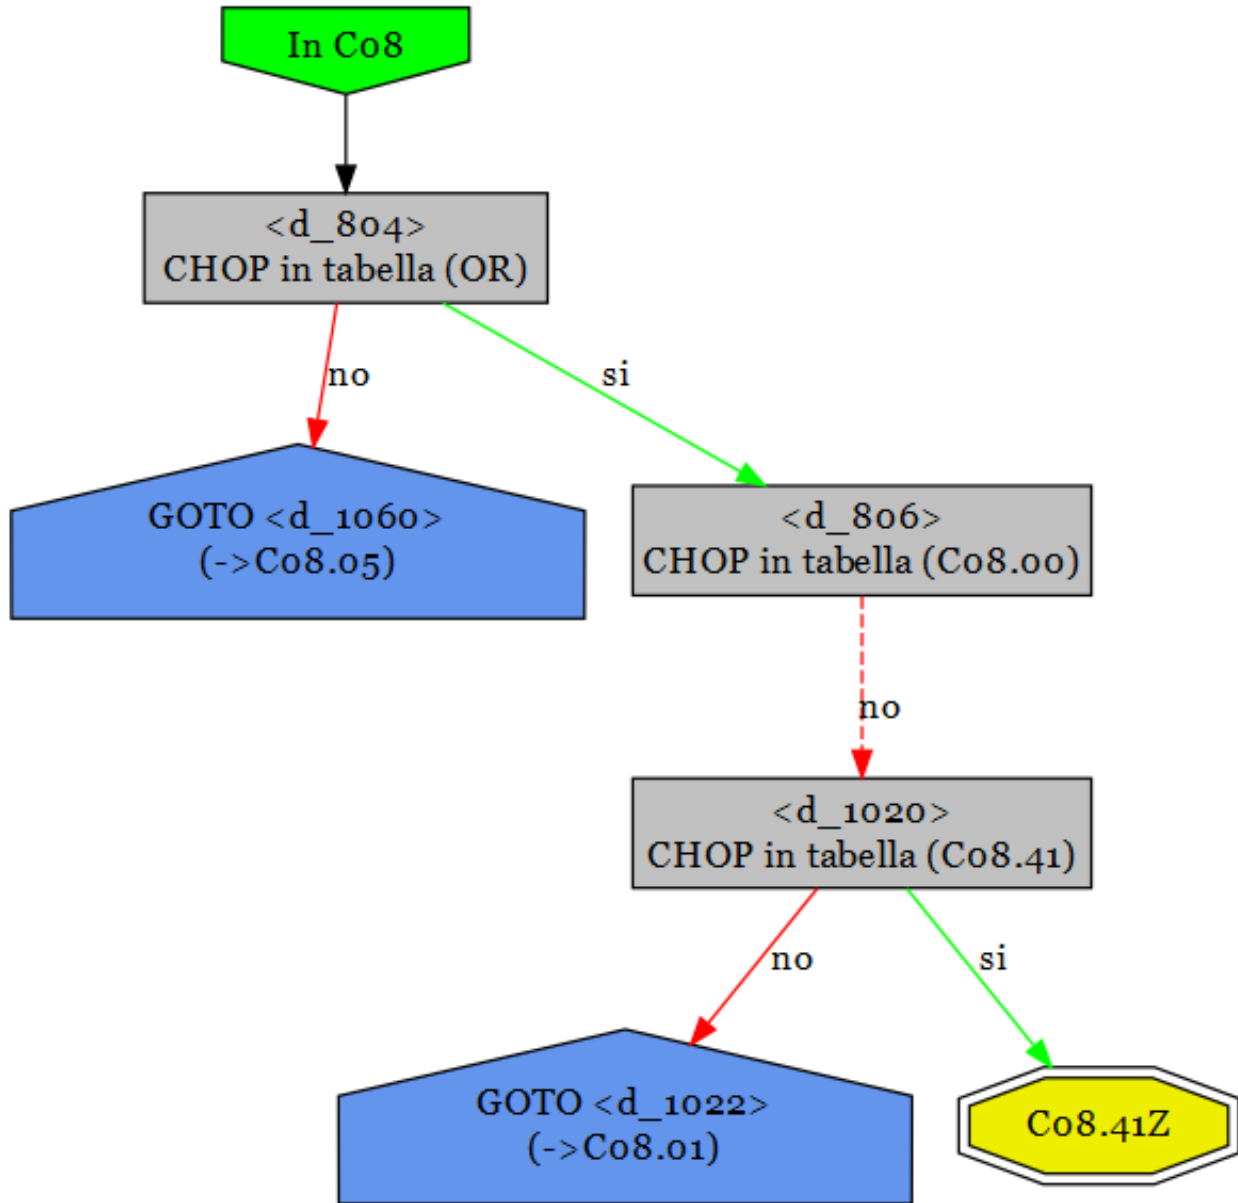 In C08
<d_804>
CHOP in tabella (OR)
no
si
GOTO <d_1060>
(->C08.05)
<d_806>
CHOP in tabella (C08.00)
no
<d_1020>
CHOP in tabella (C08.41)
no
si
GOTO <d_1022>
(->C08.01)
C08.41Z